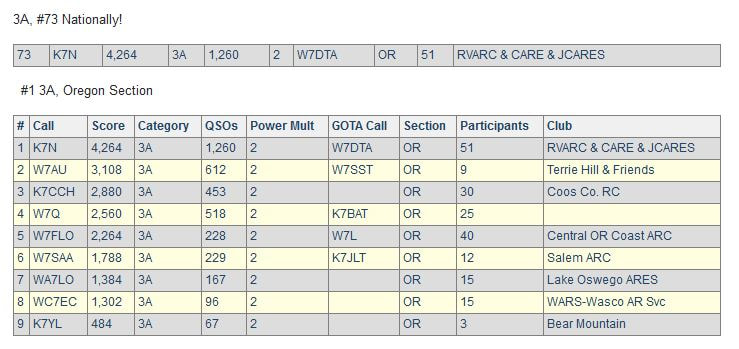 3A, #73 Nationally!
73 K7N 4,264 3A 1,260 2 W7DTA OR 51 RVARC & CARE & JCARES
#1 3A, Oregon Section
# Call Score Category QSOs Power Mult GOTA Call Section Participants Club
1 K7N 4,264 3A 1,260 2 W7DTA OR 51 RVARC & CARE & JCARES
2 W7AU 3,108 3A 612 2 W7SST OR 9 Terrie Hill & Friends
3 K7CCH 2,880 3A 453 2 OR 30 Coos Co. RC
4 W7Q 2,560 3A 518 2 K7BAT OR 25
5 W7FLO 2,264 3A 228 2 W7L OR 40 Central OR Coast ARC
6 W7SAA 1,788 3A 229 2 K7JLT OR 12 Salem ARC
7 WA7LO 1,384 3A 167 2 OR 15 Lake Oswego ARES
8 WC7EC 1,302 3A 96 2 OR 15 WARS-Wasco AR Svc
9 K7YL 484 3A 67 2 OR 3 Bear Mountain